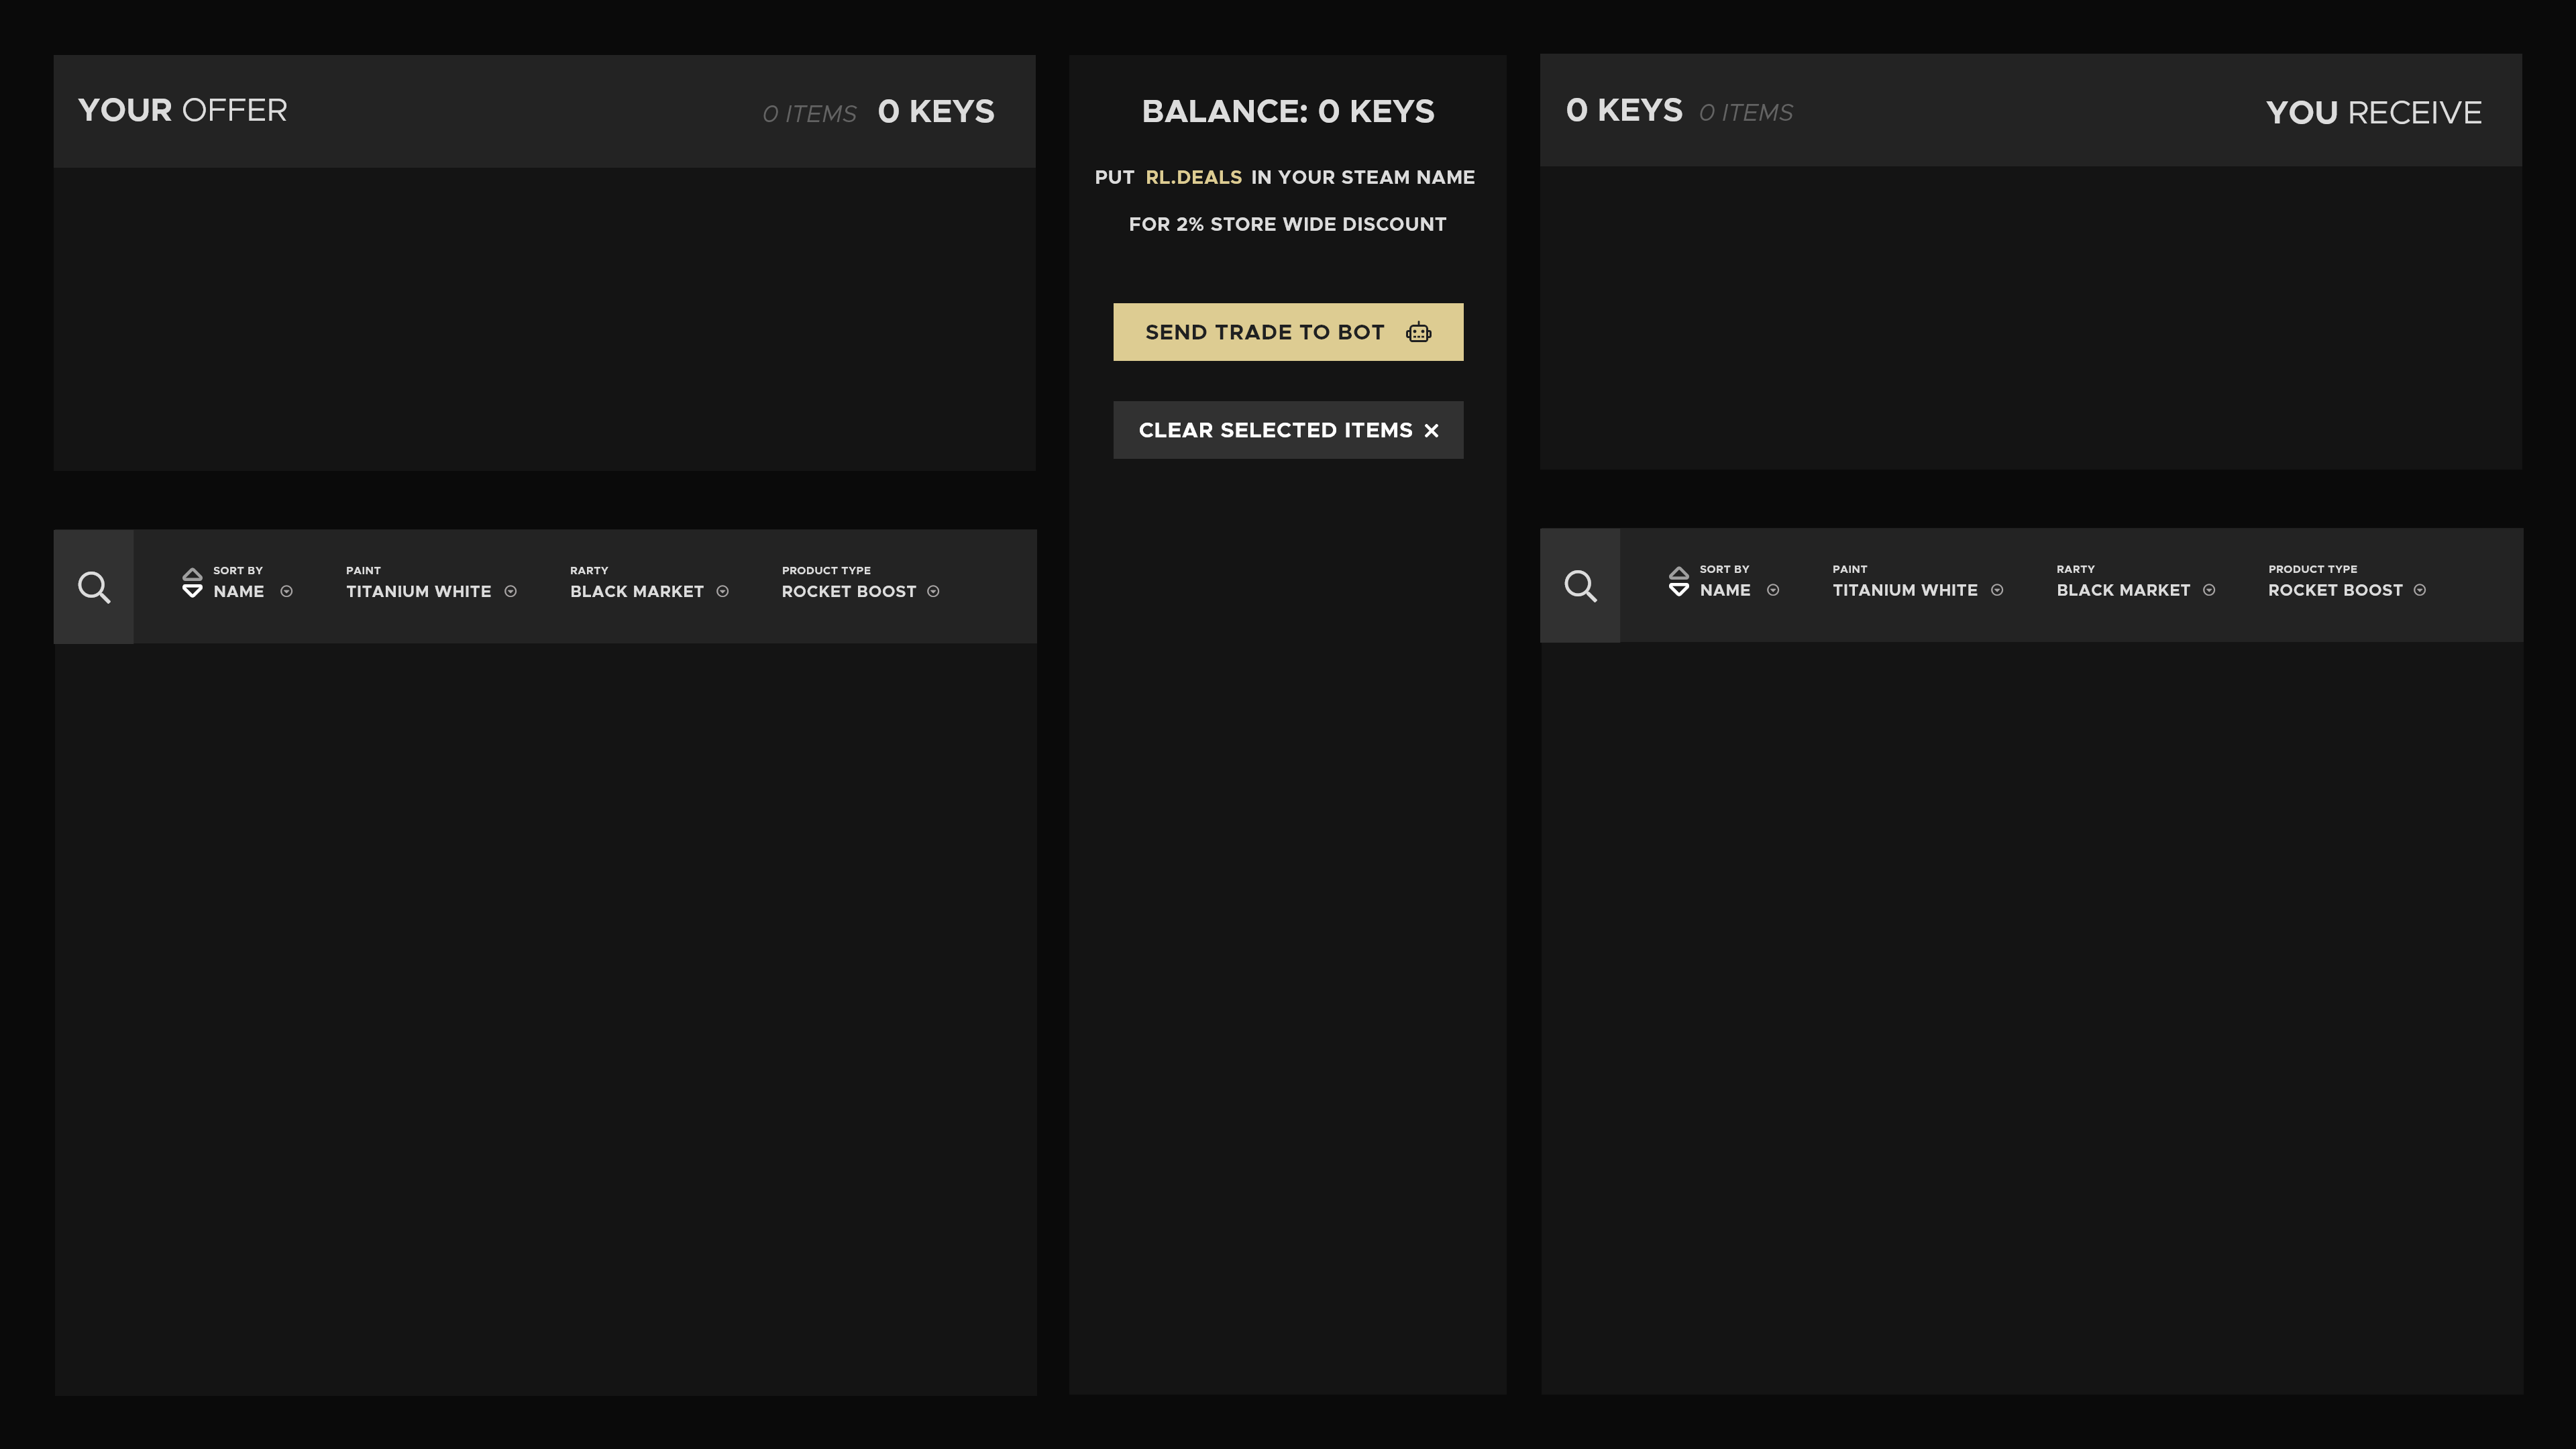 YOUR OFFER
0 ITEMS 0 KEYS
BALANCE: 0 KEYS
PUT RL.DEALS IN YOUR STEAM NAME
FOR 2% STORE WIDE DISCOUNT
SEND TRADE TO BOT
CLEAR SELECTED ITEMS
0 KEYS 0 ITEMS
YOU RECEIVE
SORT BY
NAME
PAINT
TITANIUM WHITE
RARTY
BLACK MARKET
PRODUCT TYPE
ROCKET BOOST
SORT BY
NAME
PAINT
TITANIUM WHITE
RARTY
BLACK MARKET
PRODUCT TYPE
ROCKET BOOST